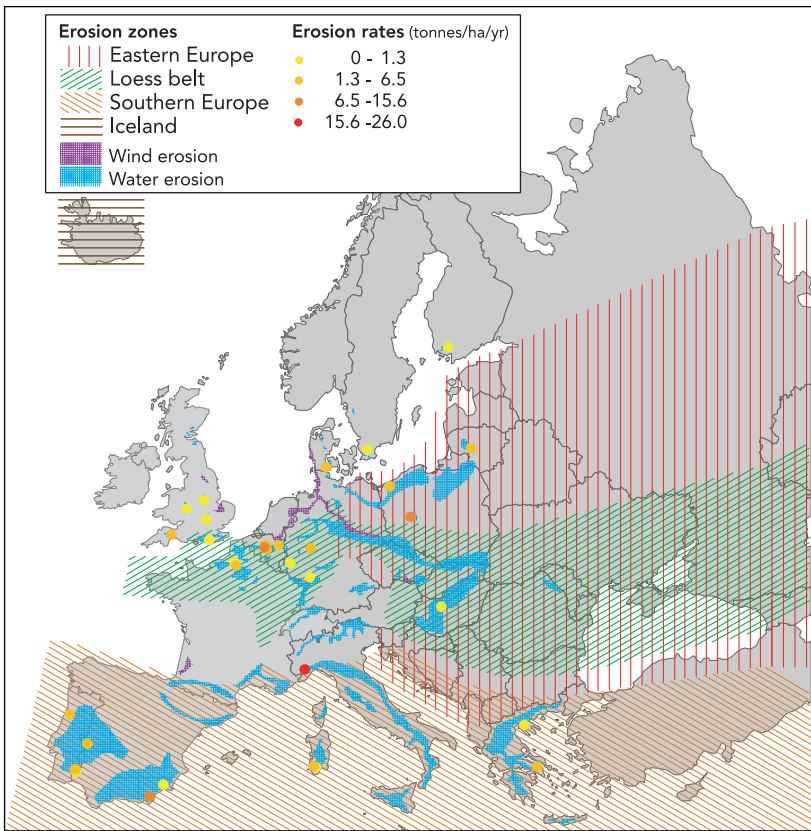 Erosion zones
Eastern Europe
Loess belt
Southern Europe
Iceland
Wind erosion
Water erosion
Erosion rates (tonnes/ha/yr)
0 - 1.3
1.3 - 6.5
6.5 -15.6
15.6 -26.0